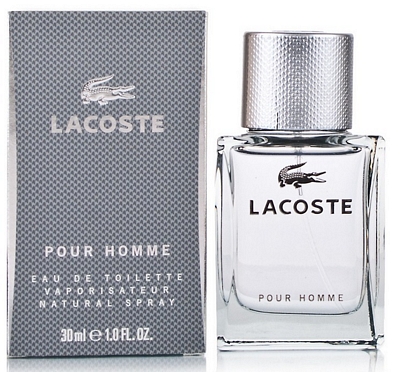 LACOSTE
POUR HOMME
EAU DE TOILETTE
VAPORISATEUR
NATURAL SPRAY
30ml e 1.0 FL. OZ.
LACOSTE
POUR HOMME